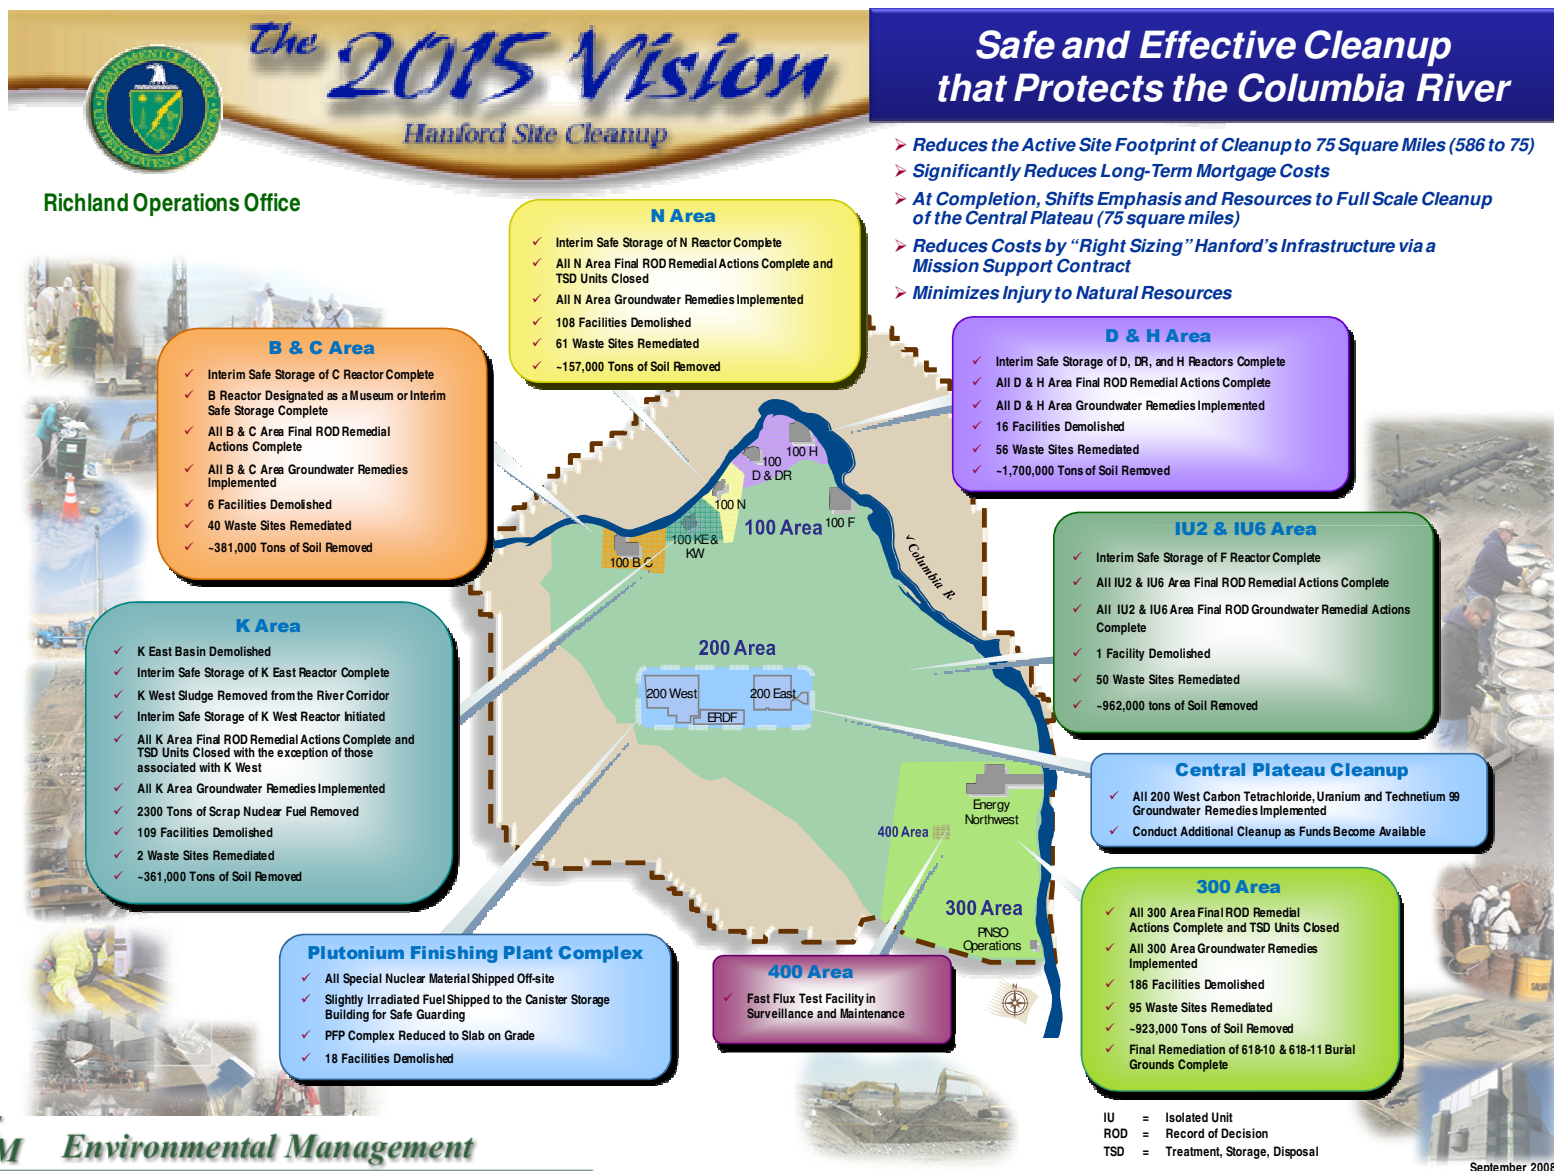 The
2015 Vision
Hanford Site Cleanup
DEPARTMENT OF ENERGY
UNITED STATES OF AMERICA
Richland Operations Office
Safe and Effective Cleanup
that Protects the Columbia River
Reduces the Active Site Footprint of Cleanup to 75 Square Miles (586 to 75)
Significantly Reduces Long-Term Mortgage Costs
At Completion, Shifts Emphasis and Resources to Full Scale Cleanup
of the Central Plateau (75 square miles)
Reduces Costs by “Right Sizing” Hanford’s Infrastructure via a
Mission Support Contract
Minimizes Injury to Natural Resources
N Area
Interim Safe Storage of N Reactor Complete
All N Area Final ROD Remedial Actions Complete and
TSD Units Closed
All N Area Groundwater Remedies Implemented
108 Facilities Demolished
61 Waste Sites Remediated
~157,000 Tons of Soil Removed
B & C Area
Interim Safe Storage of C Reactor Complete
B Reactor Designated as a Museum or Interim
Safe Storage Complete
All B & C Area Final ROD Remedial
Actions Complete
All B & C Area Groundwater Remedies
Implemented
6 Facilities Demolished
40 Waste Sites Remediated
~381,000 Tons of Soil Removed
D & H Area
Interim Safe Storage of D, DR, and H Reactors Complete
All D & H Area Final ROD Remedial Actions Complete
All D & H Area Groundwater Remedies Implemented
16 Facilities Demolished
56 Waste Sites Remediated
~1,700,000 Tons of Soil Removed
IU2 & IU6 Area
Interim Safe Storage of F Reactor Complete
All IU2 & IU6 Area Final ROD Remedial Actions Complete
All IU2 & IU6 Area Final ROD Groundwater Remedial Actions
Complete
1 Facility Demolished
50 Waste Sites Remediated
~962,000 tons of Soil Removed
K Area
K East Basin Demolished
Interim Safe Storage of K East Reactor Complete
K West Sludge Removed from the River Corridor
Interim Safe Storage of K West Reactor Initiated
All K Area Final ROD Remedial Actions Complete and
TSD Units Closed with the exception of those
associated with K West
All K Area Groundwater Remedies Implemented
2300 Tons of Scrap Nuclear Fuel Removed
109 Facilities Demolished
2 Waste Sites Remediated
~361,000 Tons of Soil Removed
100 H
100
D & DR
100 N
100 F
100 Area
100 KE &
KW
100 B C
Columbia R.
200 Area
200 West
200 East
ERDF
Energy
Northwest
400 Area
300 Area
PNSO
Operations
N
Central Plateau Cleanup
All 200 West Carbon Tetrachloride, Uranium and Technetium 99
Groundwater Remedies Implemented
Conduct Additional Cleanup as Funds Become Available
300 Area
All 300 Area Final ROD Remedial
Actions Complete and TSD Units Closed
All 300 Area Groundwater Remedies
Implemented
186 Facilities Demolished
95 Waste Sites Remediated
~923,000 Tons of Soil Removed
Final Remediation of 618-10 & 618-11 Burial
Grounds Complete
Plutonium Finishing Plant Complex
All Special Nuclear Material Shipped Off-site
Slightly Irradiated Fuel Shipped to the Canister Storage
Building for Safe Guarding
PFP Complex Reduced to Slab on Grade
18 Facilities Demolished
400 Area
Fast Flux Test Facility in
Surveillance and Maintenance
IU = Isolated Unit
ROD = Record of Decision
TSD = Treatment, Storage, Disposal
M Environmental Management
September 2008